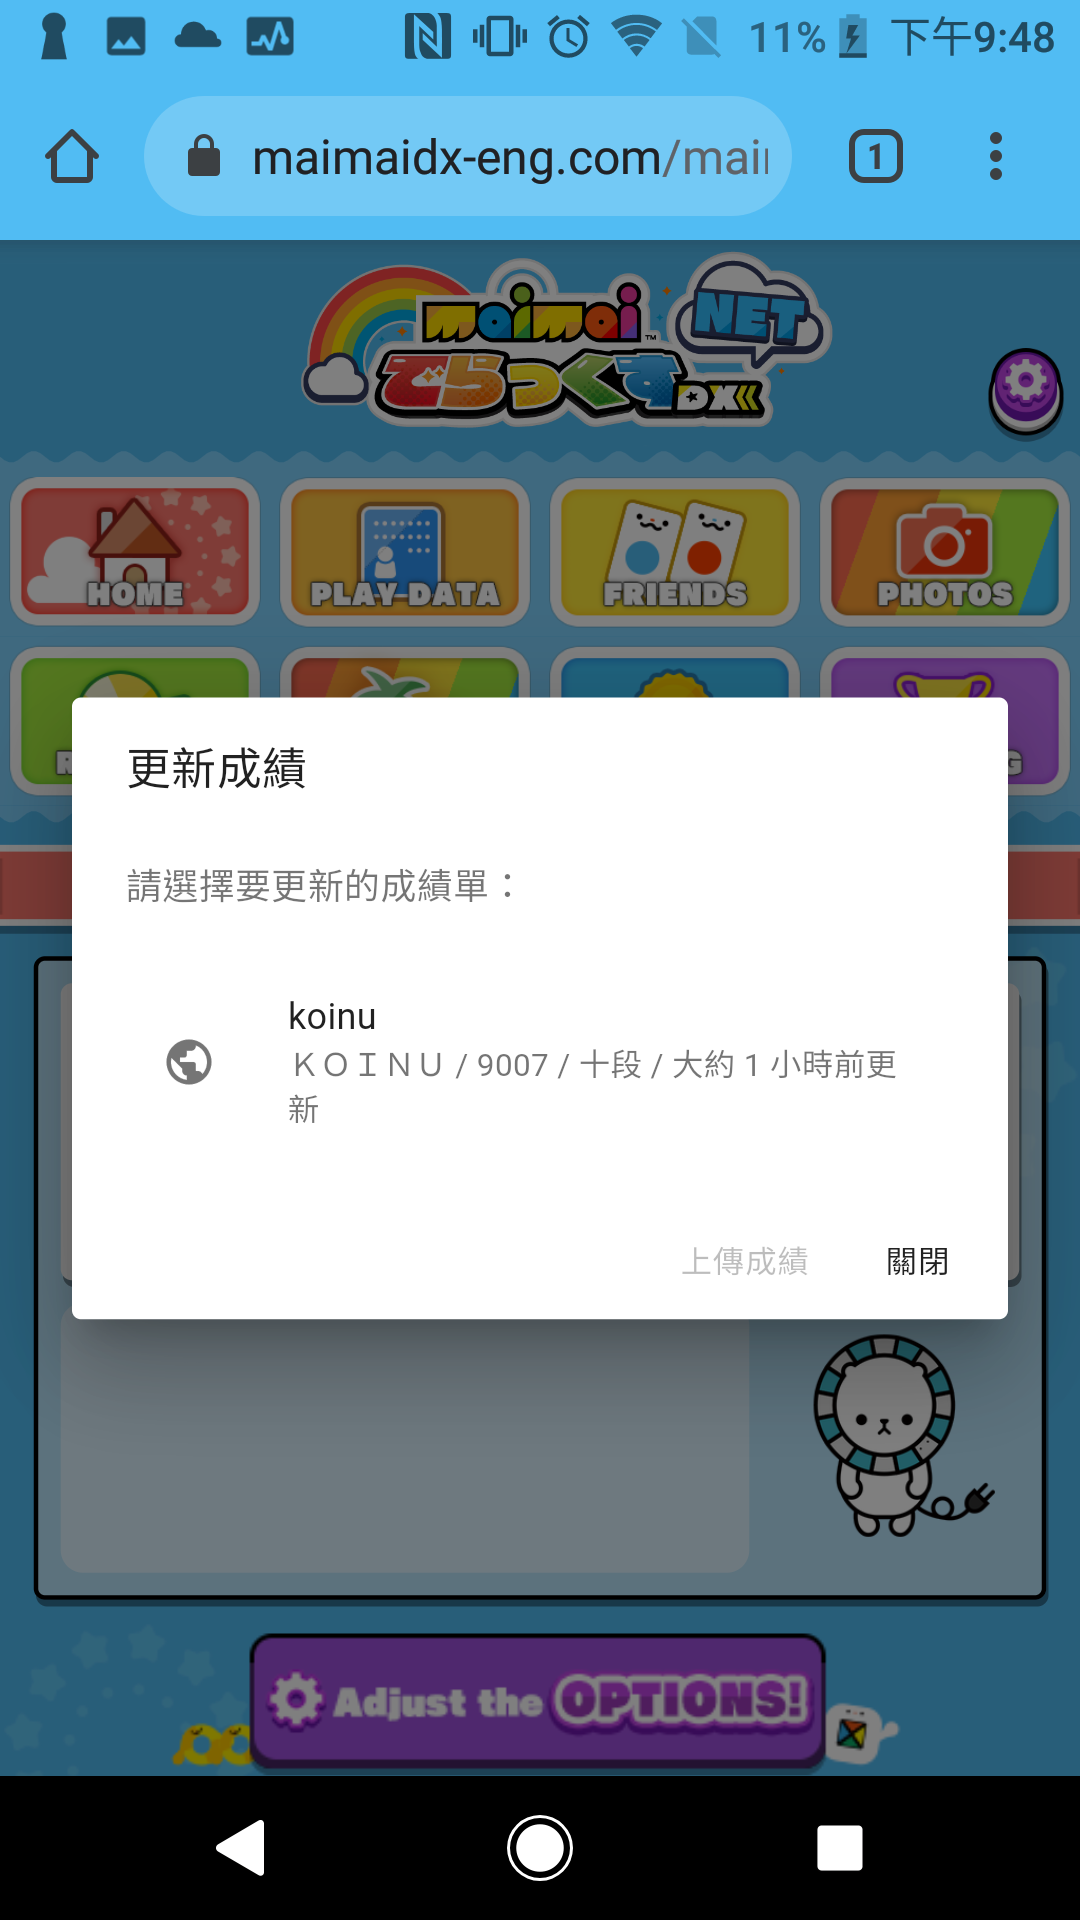 11% 下午9:48
maimaidx-eng.com/mai
1
maimai
でらっくす DX
NET
TM
HOME
PLAY DATA
FRIENDS
PHOTOS
更新成績
請選擇要更新的成績單：
koinu
ＫＯＩＮＵ / 9007 / 十段 / 大約 1 小時前更
新
上傳成績
關閉
Adjust the OPTIONS!